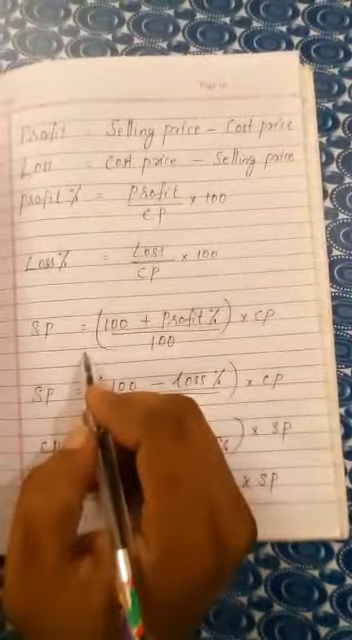 Profit = Selling price - Cost price
Loss = Cost price - Selling price
Profit % = Profit / CP × 100
Loss % = Loss / CP × 100
SP = (100 + Profit % / 100) × CP
SP = (100 - Loss %) × CP
CP %) × SP
× SP